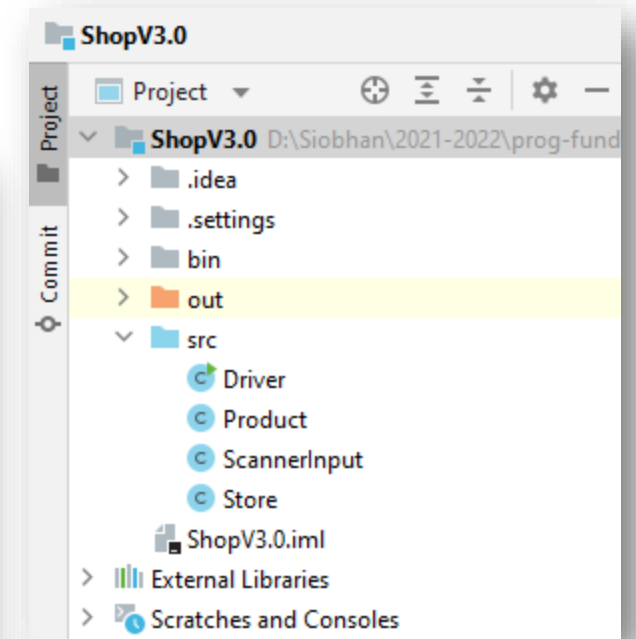 ShopV3.0
Project
Project
Commit
ShopV3.0 D:\Siobhan\2021-2022\prog-fund
.idea
.settings
bin
out
src
Driver
Product
ScannerInput
Store
ShopV3.0.iml
External Libraries
Scratches and Consoles